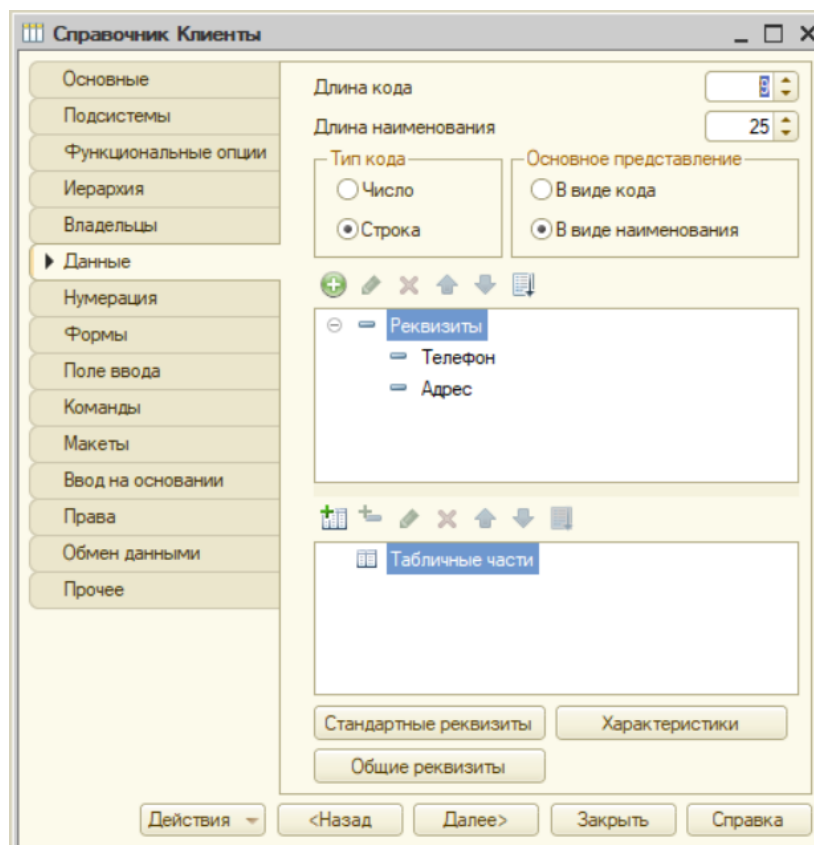 Справочник Клиенты
Основные
Подсистемы
Функциональные опции
Иерархия
Владельцы
Данные
Нумерация
Формы
Поле ввода
Команды
Макеты
Ввод на основании
Права
Обмен данными
Прочее
Длина кода 9
Длина наименования 25
Тип кода
Число
Строка
Основное представление
В виде кода
В виде наименования
Реквизиты
Телефон
Адрес
Табличные части
Стандартные реквизиты Характеристики
Общие реквизиты
Действия <Назад Далее> Закрыть Справка